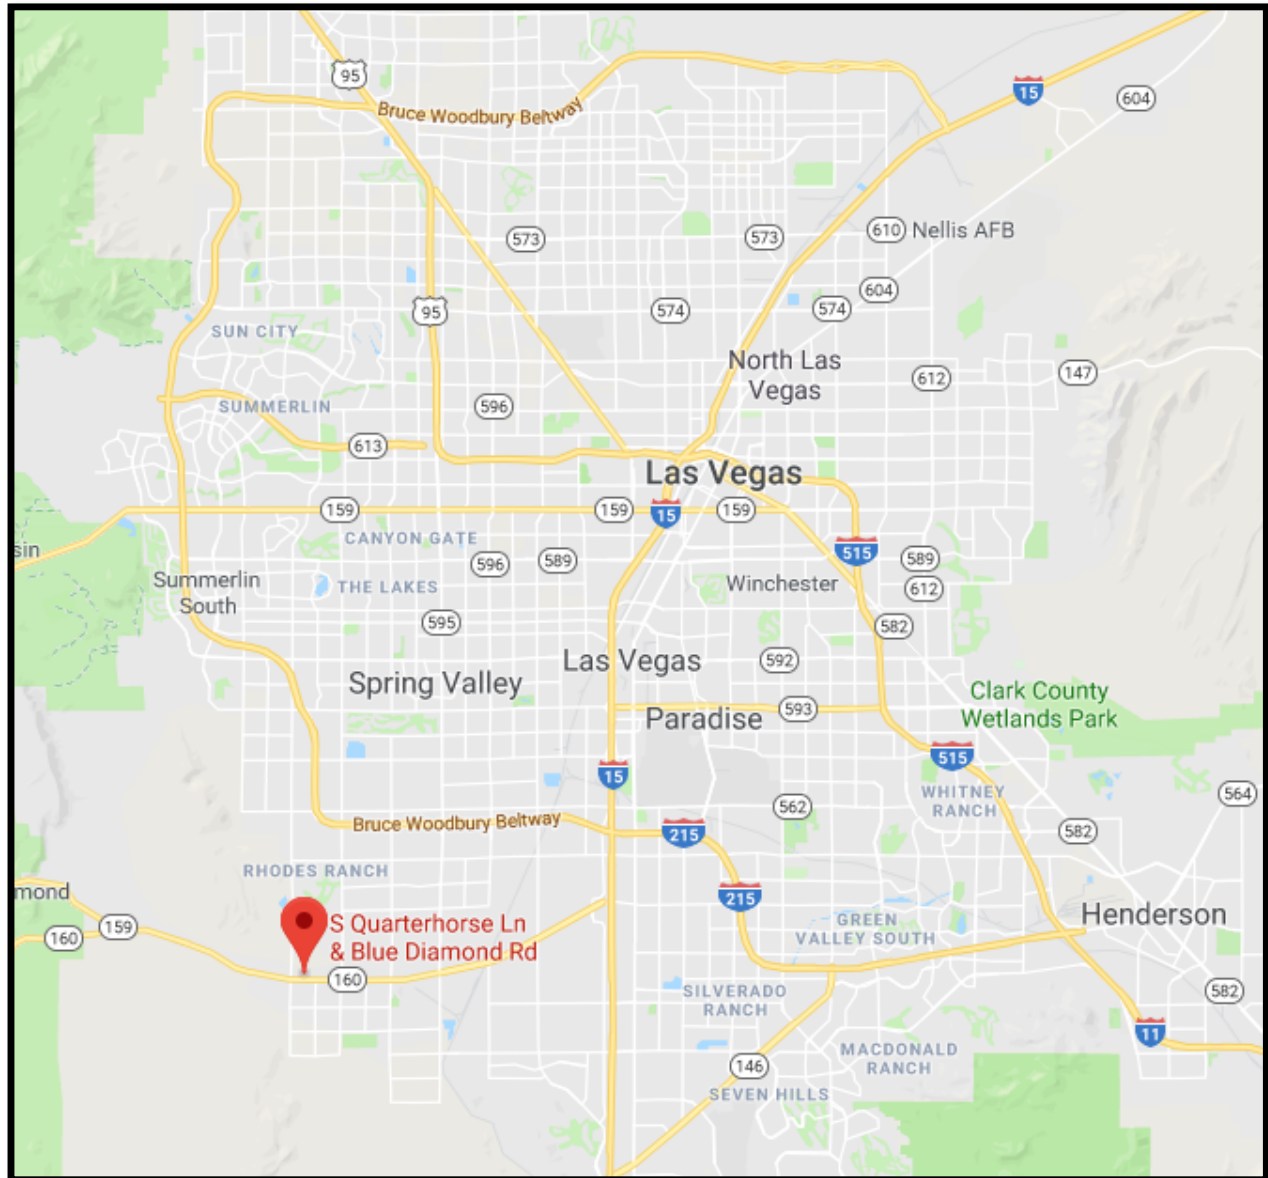 95
Bruce Woodbury Beltway
15
604
573
573
610
Nellis AFB
604
95
574
574
SUN CITY
North Las
Vegas
612
147
596
SUMMERLIN
613
Las Vegas
159
159
15
159
sin
CANYON GATE
596
589
515
589
Summerlin
South
THE LAKES
Winchester
612
595
582
Las Vegas
592
Spring Valley
Clark County
Wetlands Park
Paradise
593
515
15
WHITNEY
RANCH
562
564
Bruce Woodbury Beltway
215
582
RHODES RANCH
mond
215
159
160
S Quarterhorse Ln
& Blue Diamond Rd
160
GREEN
VALLEY SOUTH
Henderson
SILVERADO
RANCH
582
11
MACDONALD
RANCH
146
SEVEN HILLS